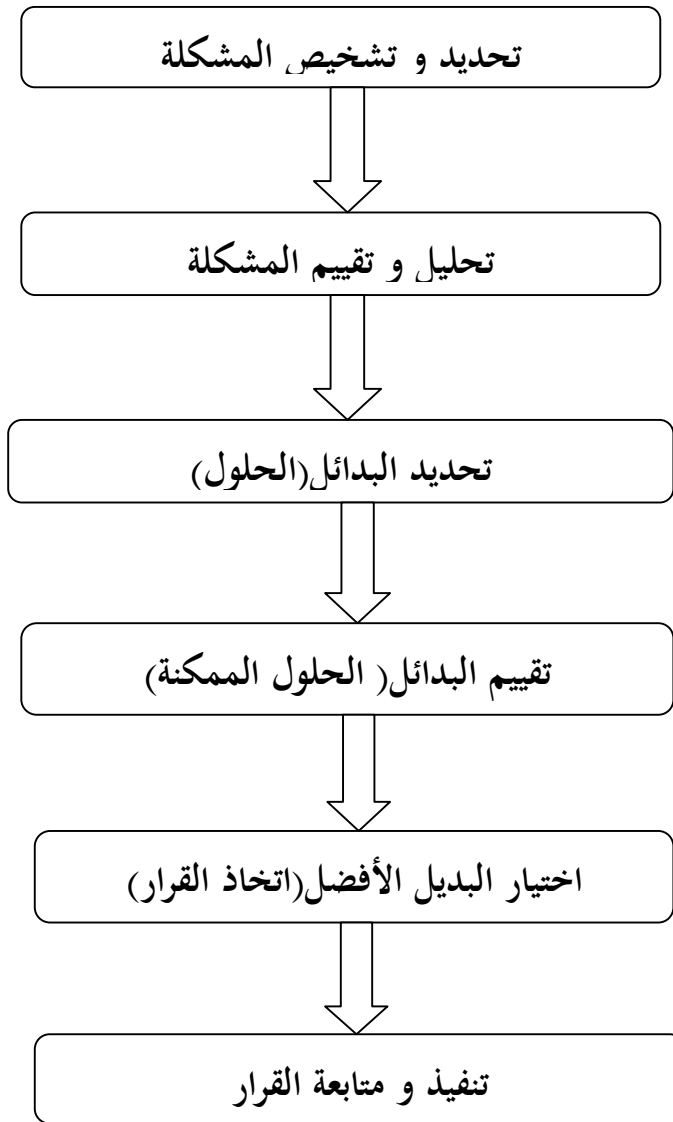 تحديد و تشخيص المشكلة
تحليل و تقييم المشكلة
تحديد البدائل(الحلول)
تقييم البدائل( الحلول الممكنة)
اختيار البديل الأفضل(اتخاذ القرار)
تنفيذ و متابعة القرار